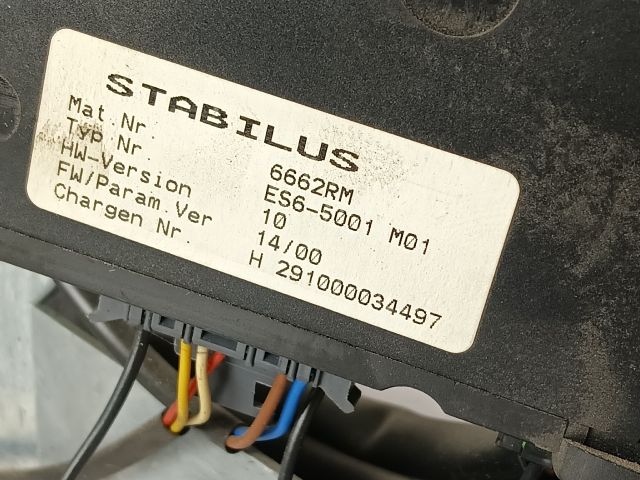 STABILUS
Mat Nr. 6662RM
Typ Nr. ES6-5001 M01
HW-Version 10
FW/Param.Ver 14/00
Chargen Nr. H 291000034497